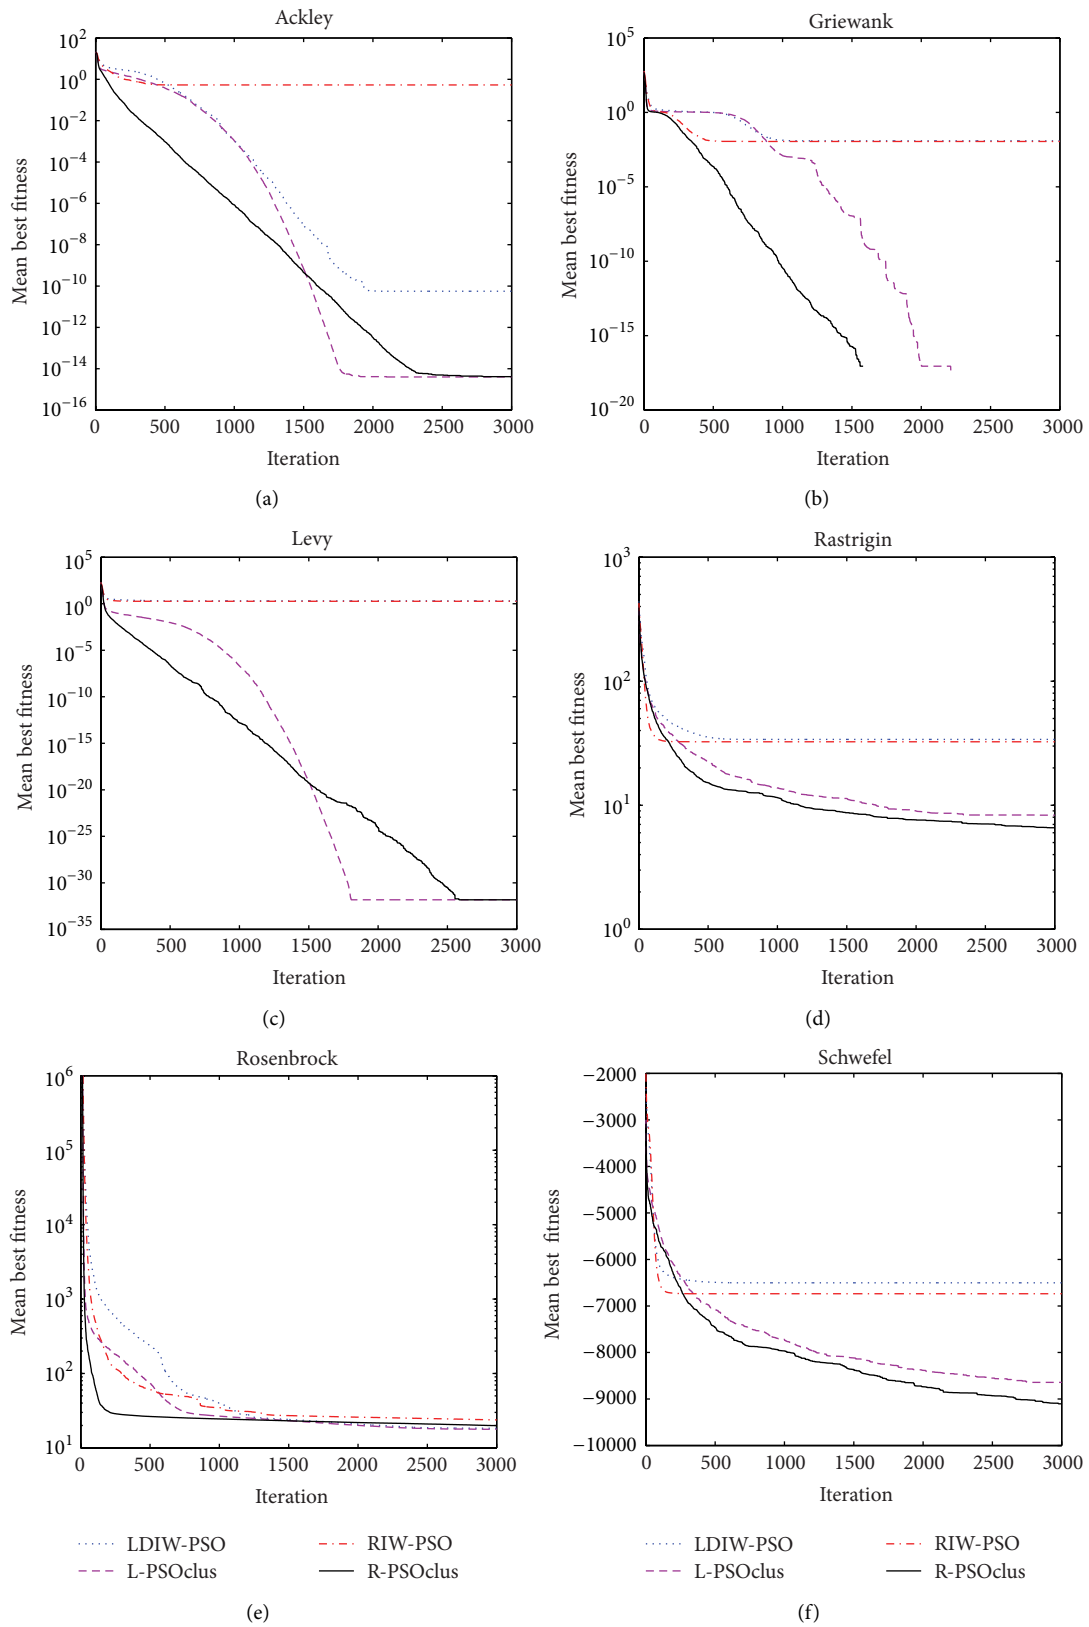 Ackley
10^2
10^0
10^−2
10^−4
10^−6
10^−8
10^−10
10^−12
10^−14
10^−16
Mean best fitness
0 500 1000 1500 2000 2500 3000
Iteration
(a)
Griewank
10^5
10^0
10^−5
10^−10
10^−15
10^−20
Mean best fitness
0 500 1000 1500 2000 2500 3000
Iteration
(b)
Levy
10^5
10^0
10^−5
10^−10
10^−15
10^−20
10^−25
10^−30
10^−35
Mean best fitness
0 500 1000 1500 2000 2500 3000
Iteration
(c)
Rastrigin
10^3
10^2
10^1
10^0
Mean best fitness
0 500 1000 1500 2000 2500 3000
Iteration
(d)
Rosenbrock
10^6
10^5
10^4
10^3
10^2
10^1
Mean best fitness
0 500 1000 1500 2000 2500 3000
Iteration
LDIW-PSO RIW-PSO
L-PSOclus R-PSOclus
(e)
Schwefel
−2000
−3000
−4000
−5000
−6000
−7000
−8000
−9000
−10000
Mean best fitness
0 500 1000 1500 2000 2500 3000
Iteration
LDIW-PSO RIW-PSO
L-PSOclus R-PSOclus
(f)